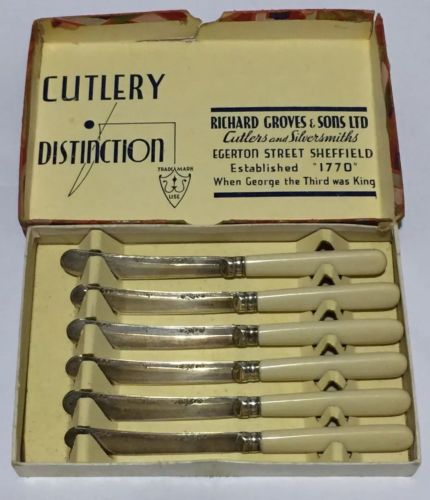 CUTLERY
DISTINCTION
TRADE MARK
USE
RICHARD GROVES & SONS LTD
Cutlers and Silversmiths
EGERTON STREET SHEFFIELD
Established "1770"
When George the Third was King